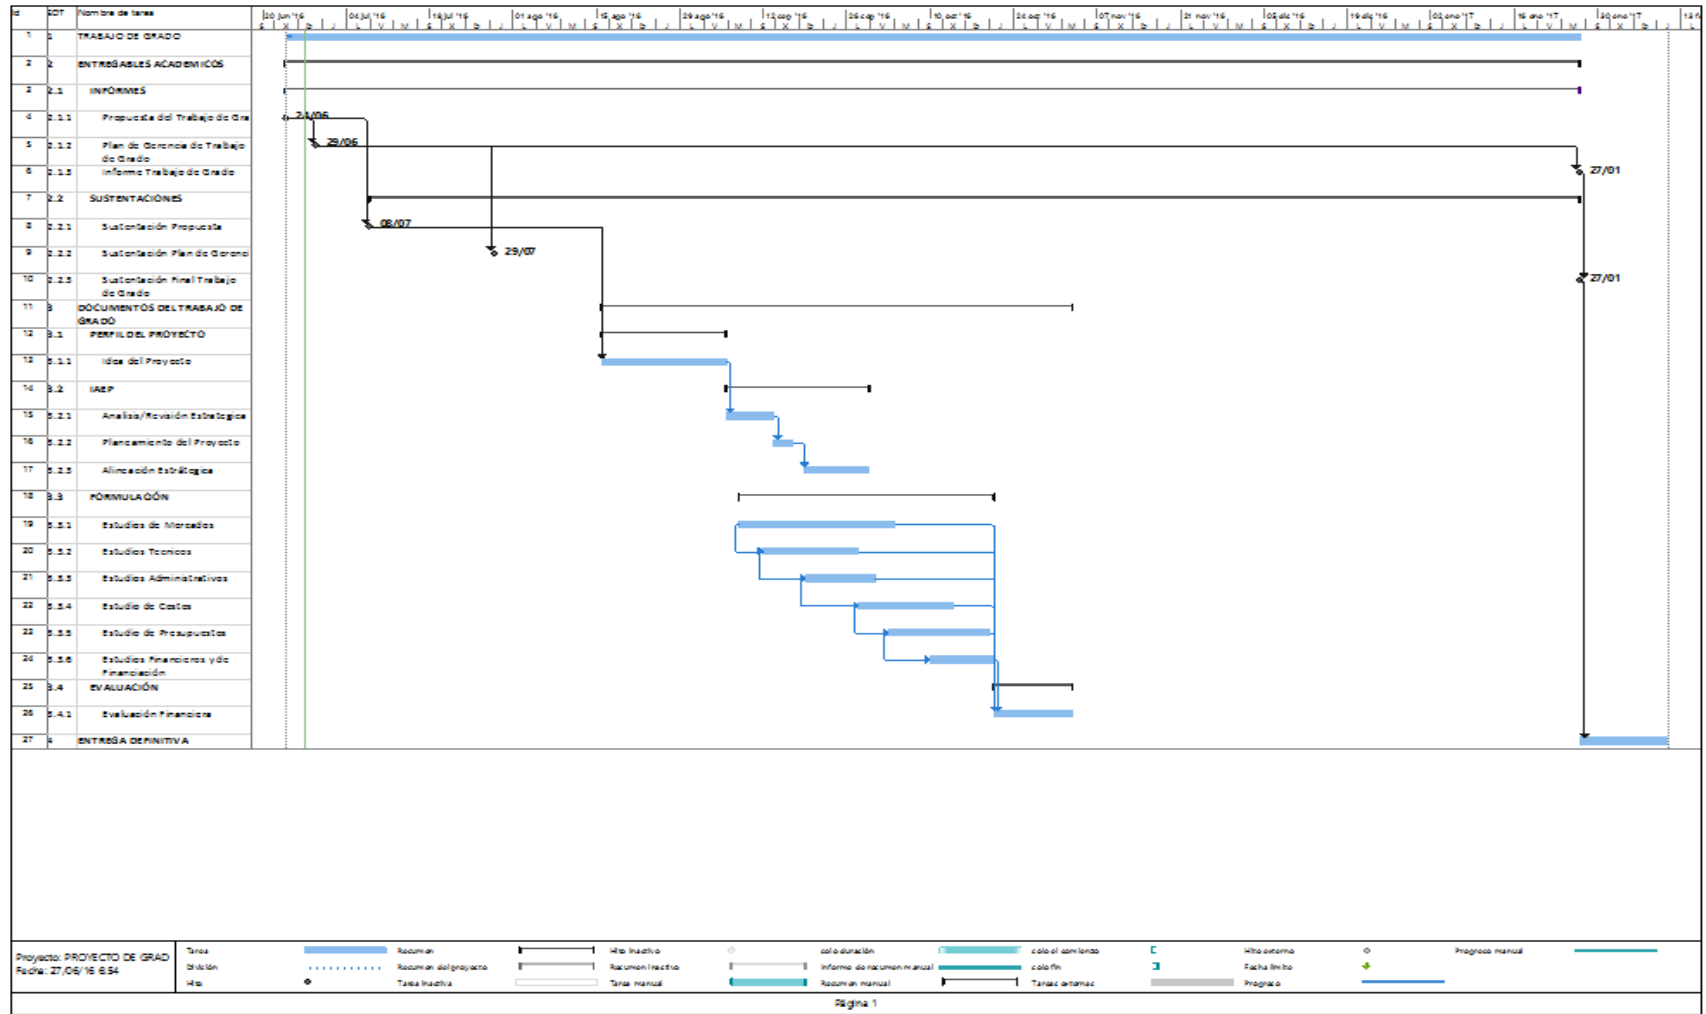 Id EDT Nombre de tarea 20 jun '16 04 jul '16 18 jul '16 01 ago '16 15 ago '16 29 ago '16 12 sep '16 26 sep '16 10 oct '16 24 oct '16 07 nov '16 21 nov '16 05 dic '16 19 dic '16 02 ene '17 16 ene '17 30 ene '17
1 1 TRABAJO DE GRADO
2 2 ENTREGABLES ACADEMICOS
3 2.1 INFORMES
4 2.1.1 Propuesta del Trabajo de Gra 24/06
5 2.1.2 Plan de Gerencia de Trabajo 29/06
de Grado
6 2.1.3 Informe Trabajo de Grado 27/01
7 2.2 SUSTENTACIONES
8 2.2.1 Sustentación Propuesta 08/07
9 2.2.2 Sustentación Plan de Gerenci 29/07
10 2.2.3 Sustentación Final Trabajo 27/01
de Grado
11 3 DOCUMENTOS DEL TRABAJO DE
GRADO
12 3.1 PERFIL DEL PROYECTO
13 3.1.1 Idea del Proyecto
14 3.2 IAEP
15 3.2.1 Analisis/Revisión Estrategica
16 3.2.2 Planeamiento del Proyecto
17 3.2.3 Alineación Estrátegica
18 3.3 FORMULACIÓN
19 3.3.1 Estudios de Mercados
20 3.3.2 Estudios Tecnicos
21 3.3.3 Estudios Administrativos
22 3.3.4 Estudio de Costos
23 3.3.5 Estudio de Presupuestos
24 3.3.6 Estudios Financieros y de
Financiación
25 3.4 EVALUACIÓN
26 3.4.1 Evaluación Financiera
27 4 ENTREGA DEFINITIVA
Proyecto: PROYECTO DE GRAD
Fecha: 27/06/16 6:54
Tarea Resumen Hito inactivo solo duración solo el comienzo Hito externo Progreso manual
División Resumen del proyecto Resumen inactivo Informe de resumen manual solo fin Fecha límite
Hito Tarea inactiva Tarea manual Resumen manual Tareas externas Progreso
Página 1